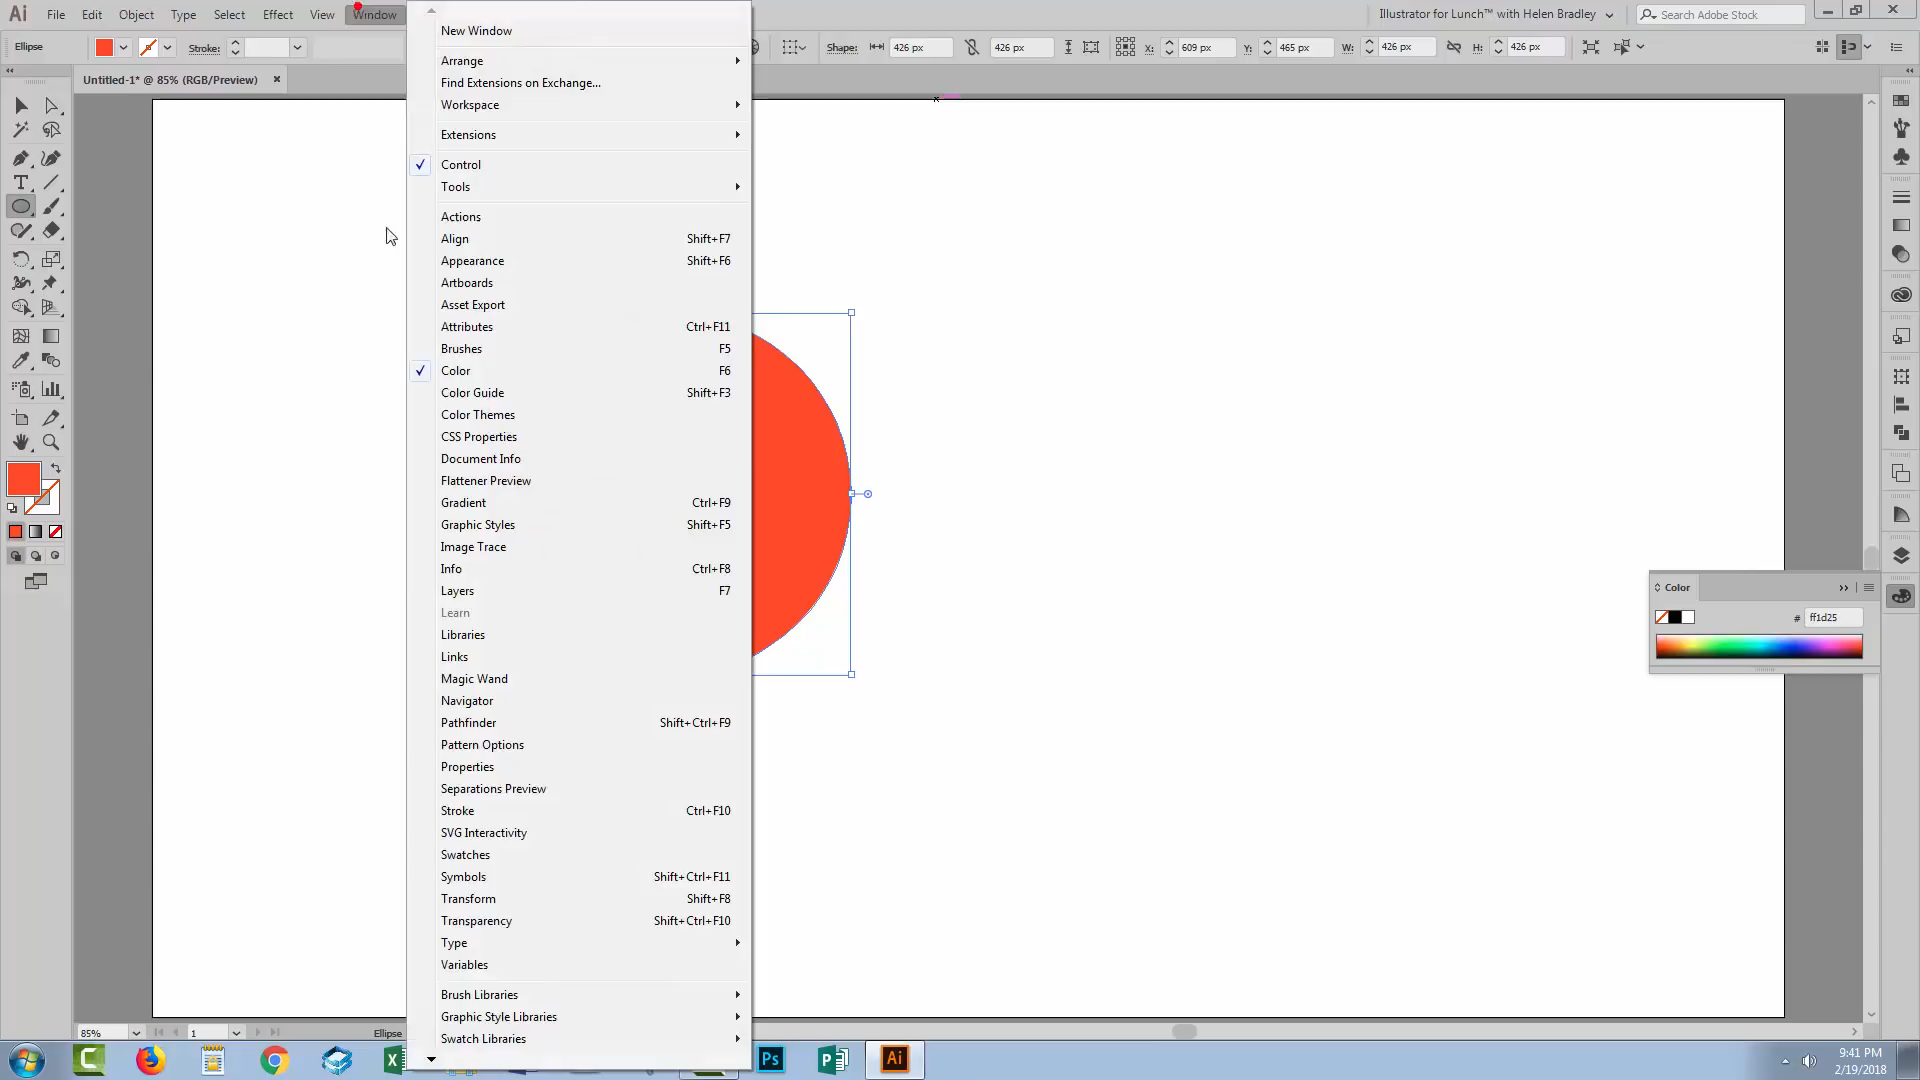 Ai File Edit Object Type Select Effect View Window Illustrator for Lunch™ with Helen Bradley Search Adobe Stock
Ellipse Stroke: Shape: 426 px 426 px X: 609 px Y: 465 px W: 426 px H: 426 px
Untitled-1* @ 85% (RGB/Preview)
New Window
Arrange
Find Extensions on Exchange...
Workspace
Extensions
Control
Tools
Actions
Align Shift+F7
Appearance Shift+F6
Artboards
Asset Export
Attributes Ctrl+F11
Brushes F5
Color F6
Color Guide Shift+F3
Color Themes
CSS Properties
Document Info
Flattener Preview
Gradient Ctrl+F9
Graphic Styles Shift+F5
Image Trace
Info Ctrl+F8
Layers F7
Learn
Libraries
Links
Magic Wand
Navigator
Pathfinder Shift+Ctrl+F9
Pattern Options
Properties
Separations Preview
Stroke Ctrl+F10
SVG Interactivity
Swatches
Symbols Shift+Ctrl+F11
Transform Shift+F8
Transparency Shift+Ctrl+F10
Type
Variables
Brush Libraries
Graphic Style Libraries
Swatch Libraries
Color
# ff1d25
85% 1 Ellipse
Ps Ai
9:41 PM
2/19/2018